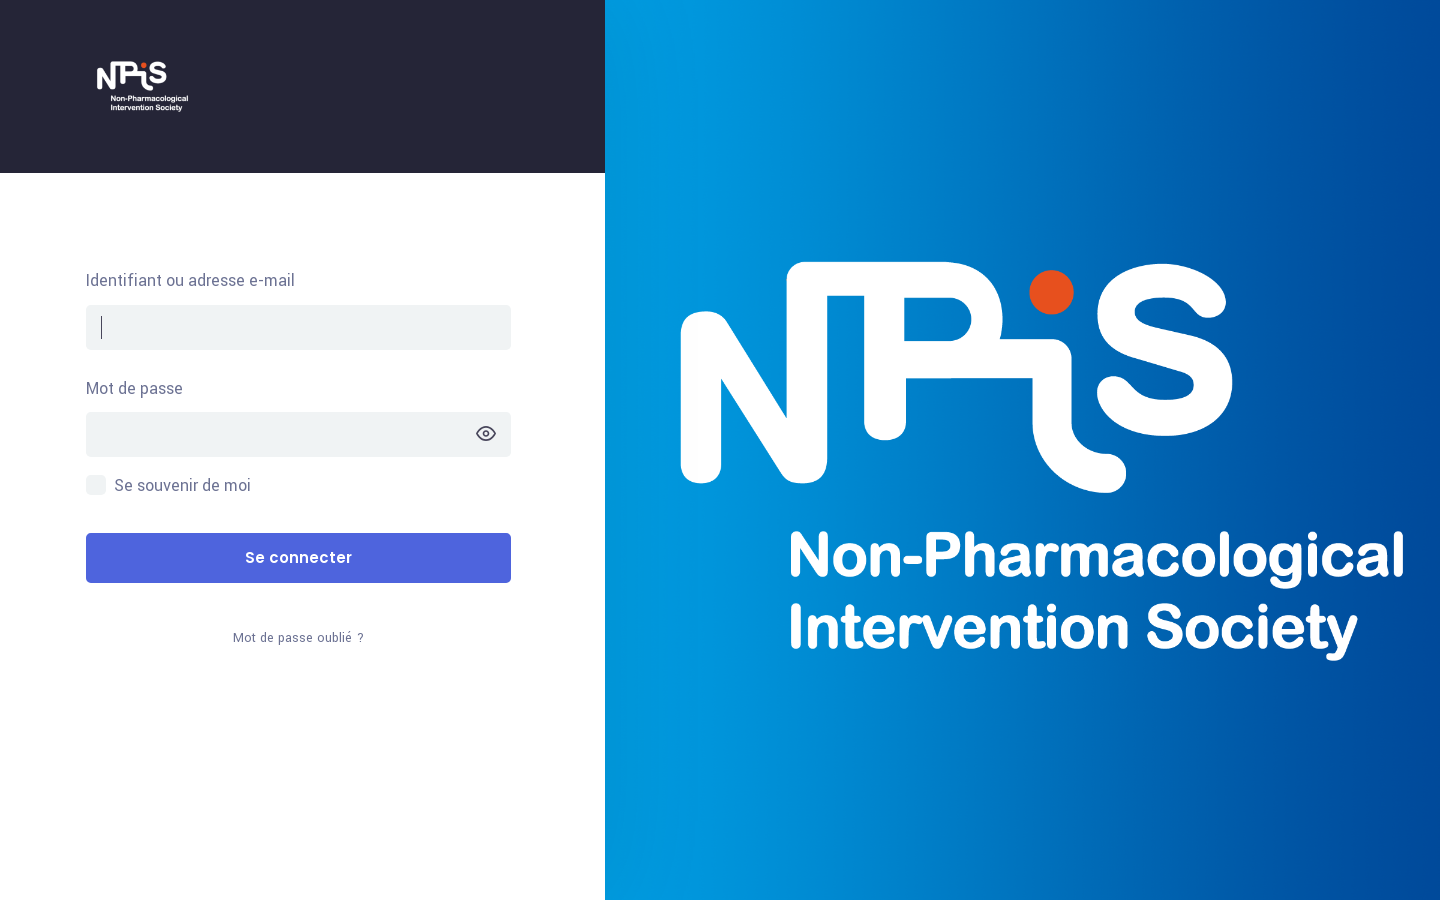 NPIS
Non-Pharmacological
Intervention Society
Identifiant ou adresse e-mail
Mot de passe
Se souvenir de moi
Se connecter
Mot de passe oublié ?
NPIS
Non-Pharmacological
Intervention Society